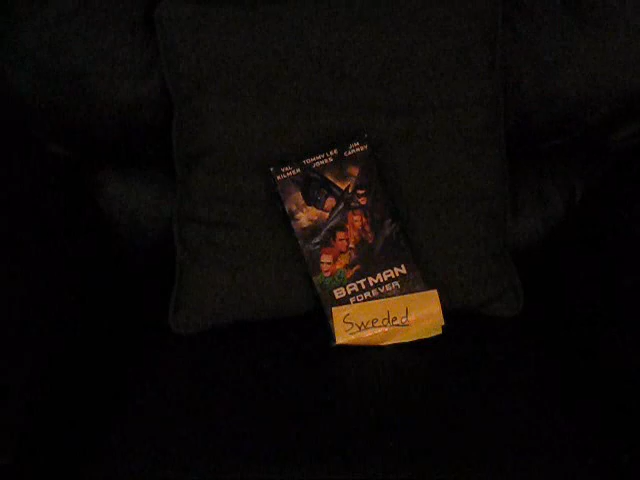 VAL KILMER
TOMMY LEE JONES
JIM CARREY
BATMAN
FOREVER
Sweded